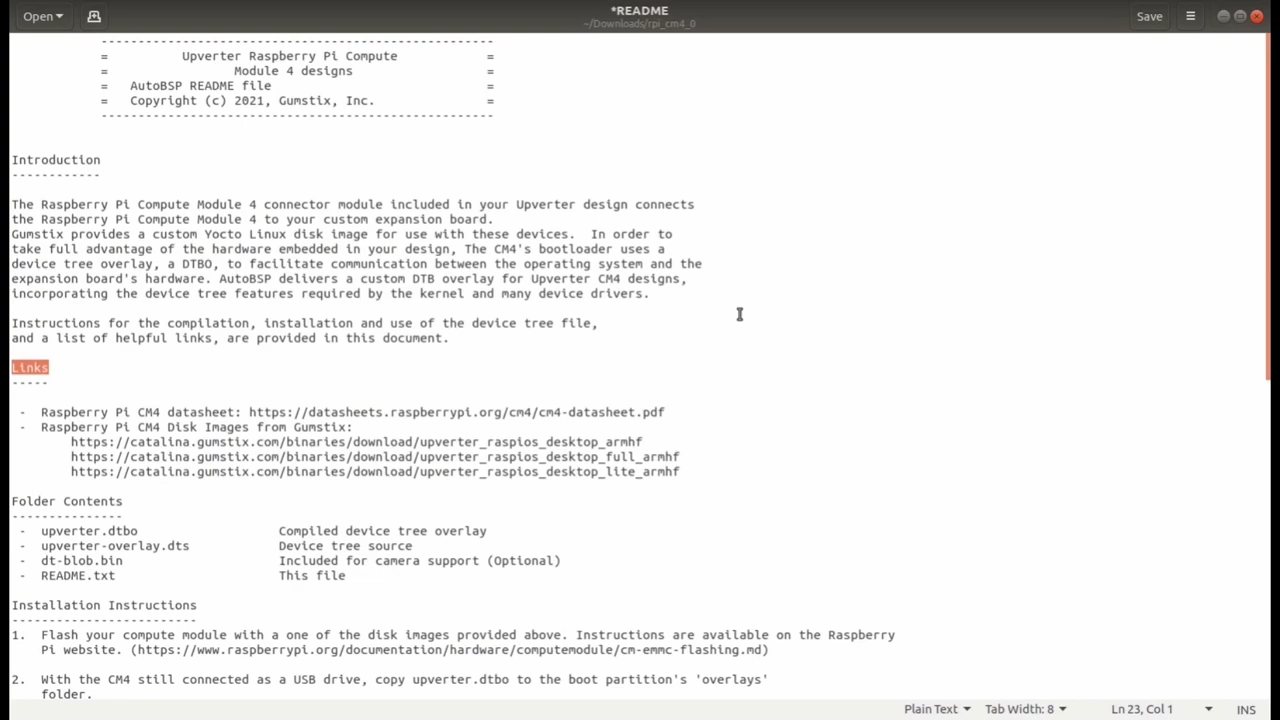 Open
*README
~/Downloads/rpi_cm4_0
Save
-----------------------------------------------------
= Upverter Raspberry Pi Compute =
= Module 4 designs =
= AutoBSP README file =
= Copyright (c) 2021, Gumstix, Inc. =
-----------------------------------------------------
Introduction
------------
The Raspberry Pi Compute Module 4 connector module included in your Upverter design connects
the Raspberry Pi Compute Module 4 to your custom expansion board.
Gumstix provides a custom Yocto Linux disk image for use with these devices.  In order to
take full advantage of the hardware embedded in your design, The CM4's bootloader uses a
device tree overlay, a DTBO, to facilitate communication between the operating system and the
expansion board's hardware. AutoBSP delivers a custom DTB overlay for Upverter CM4 designs,
incorporating the device tree features required by the kernel and many device drivers.
Instructions for the compilation, installation and use of the device tree file,
and a list of helpful links, are provided in this document.
Links
-----
- Raspberry Pi CM4 datasheet: https://datasheets.raspberrypi.org/cm4/cm4-datasheet.pdf
- Raspberry Pi CM4 Disk Images from Gumstix:
https://catalina.gumstix.com/binaries/download/upverter_raspios_desktop_armhf
https://catalina.gumstix.com/binaries/download/upverter_raspios_desktop_full_armhf
https://catalina.gumstix.com/binaries/download/upverter_raspios_desktop_lite_armhf
Folder Contents
---------------
- upverter.dtbo Compiled device tree overlay
- upverter-overlay.dts Device tree source
- dt-blob.bin Included for camera support (Optional)
- README.txt This file
Installation Instructions
-------------------------
1. Flash your compute module with a one of the disk images provided above. Instructions are available on the Raspberry
Pi website. (https://www.raspberrypi.org/documentation/hardware/computemodule/cm-emmc-flashing.md)
2. With the CM4 still connected as a USB drive, copy upverter.dtbo to the boot partition's 'overlays'
folder.
Plain Text
Tab Width: 8
Ln 23, Col 1
INS